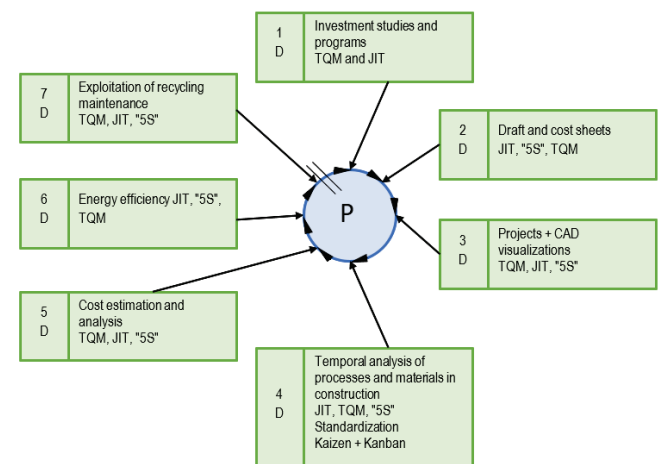 1
D
Investment studies and
programs
TQM and JIT
2
D
Draft and cost sheets
JIT, "5S", TQM
3
D
Projects + CAD
visualizations
TQM, JIT, "5S"
4
D
Temporal analysis of
processes and materials in
construction
JIT, TQM, "5S"
Standardization
Kaizen + Kanban
5
D
Cost estimation and
analysis
TQM, JIT, "5S"
6
D
Energy efficiency JIT, "5S",
TQM
7
D
Exploitation of recycling
maintenance
TQM, JIT, "5S"
P